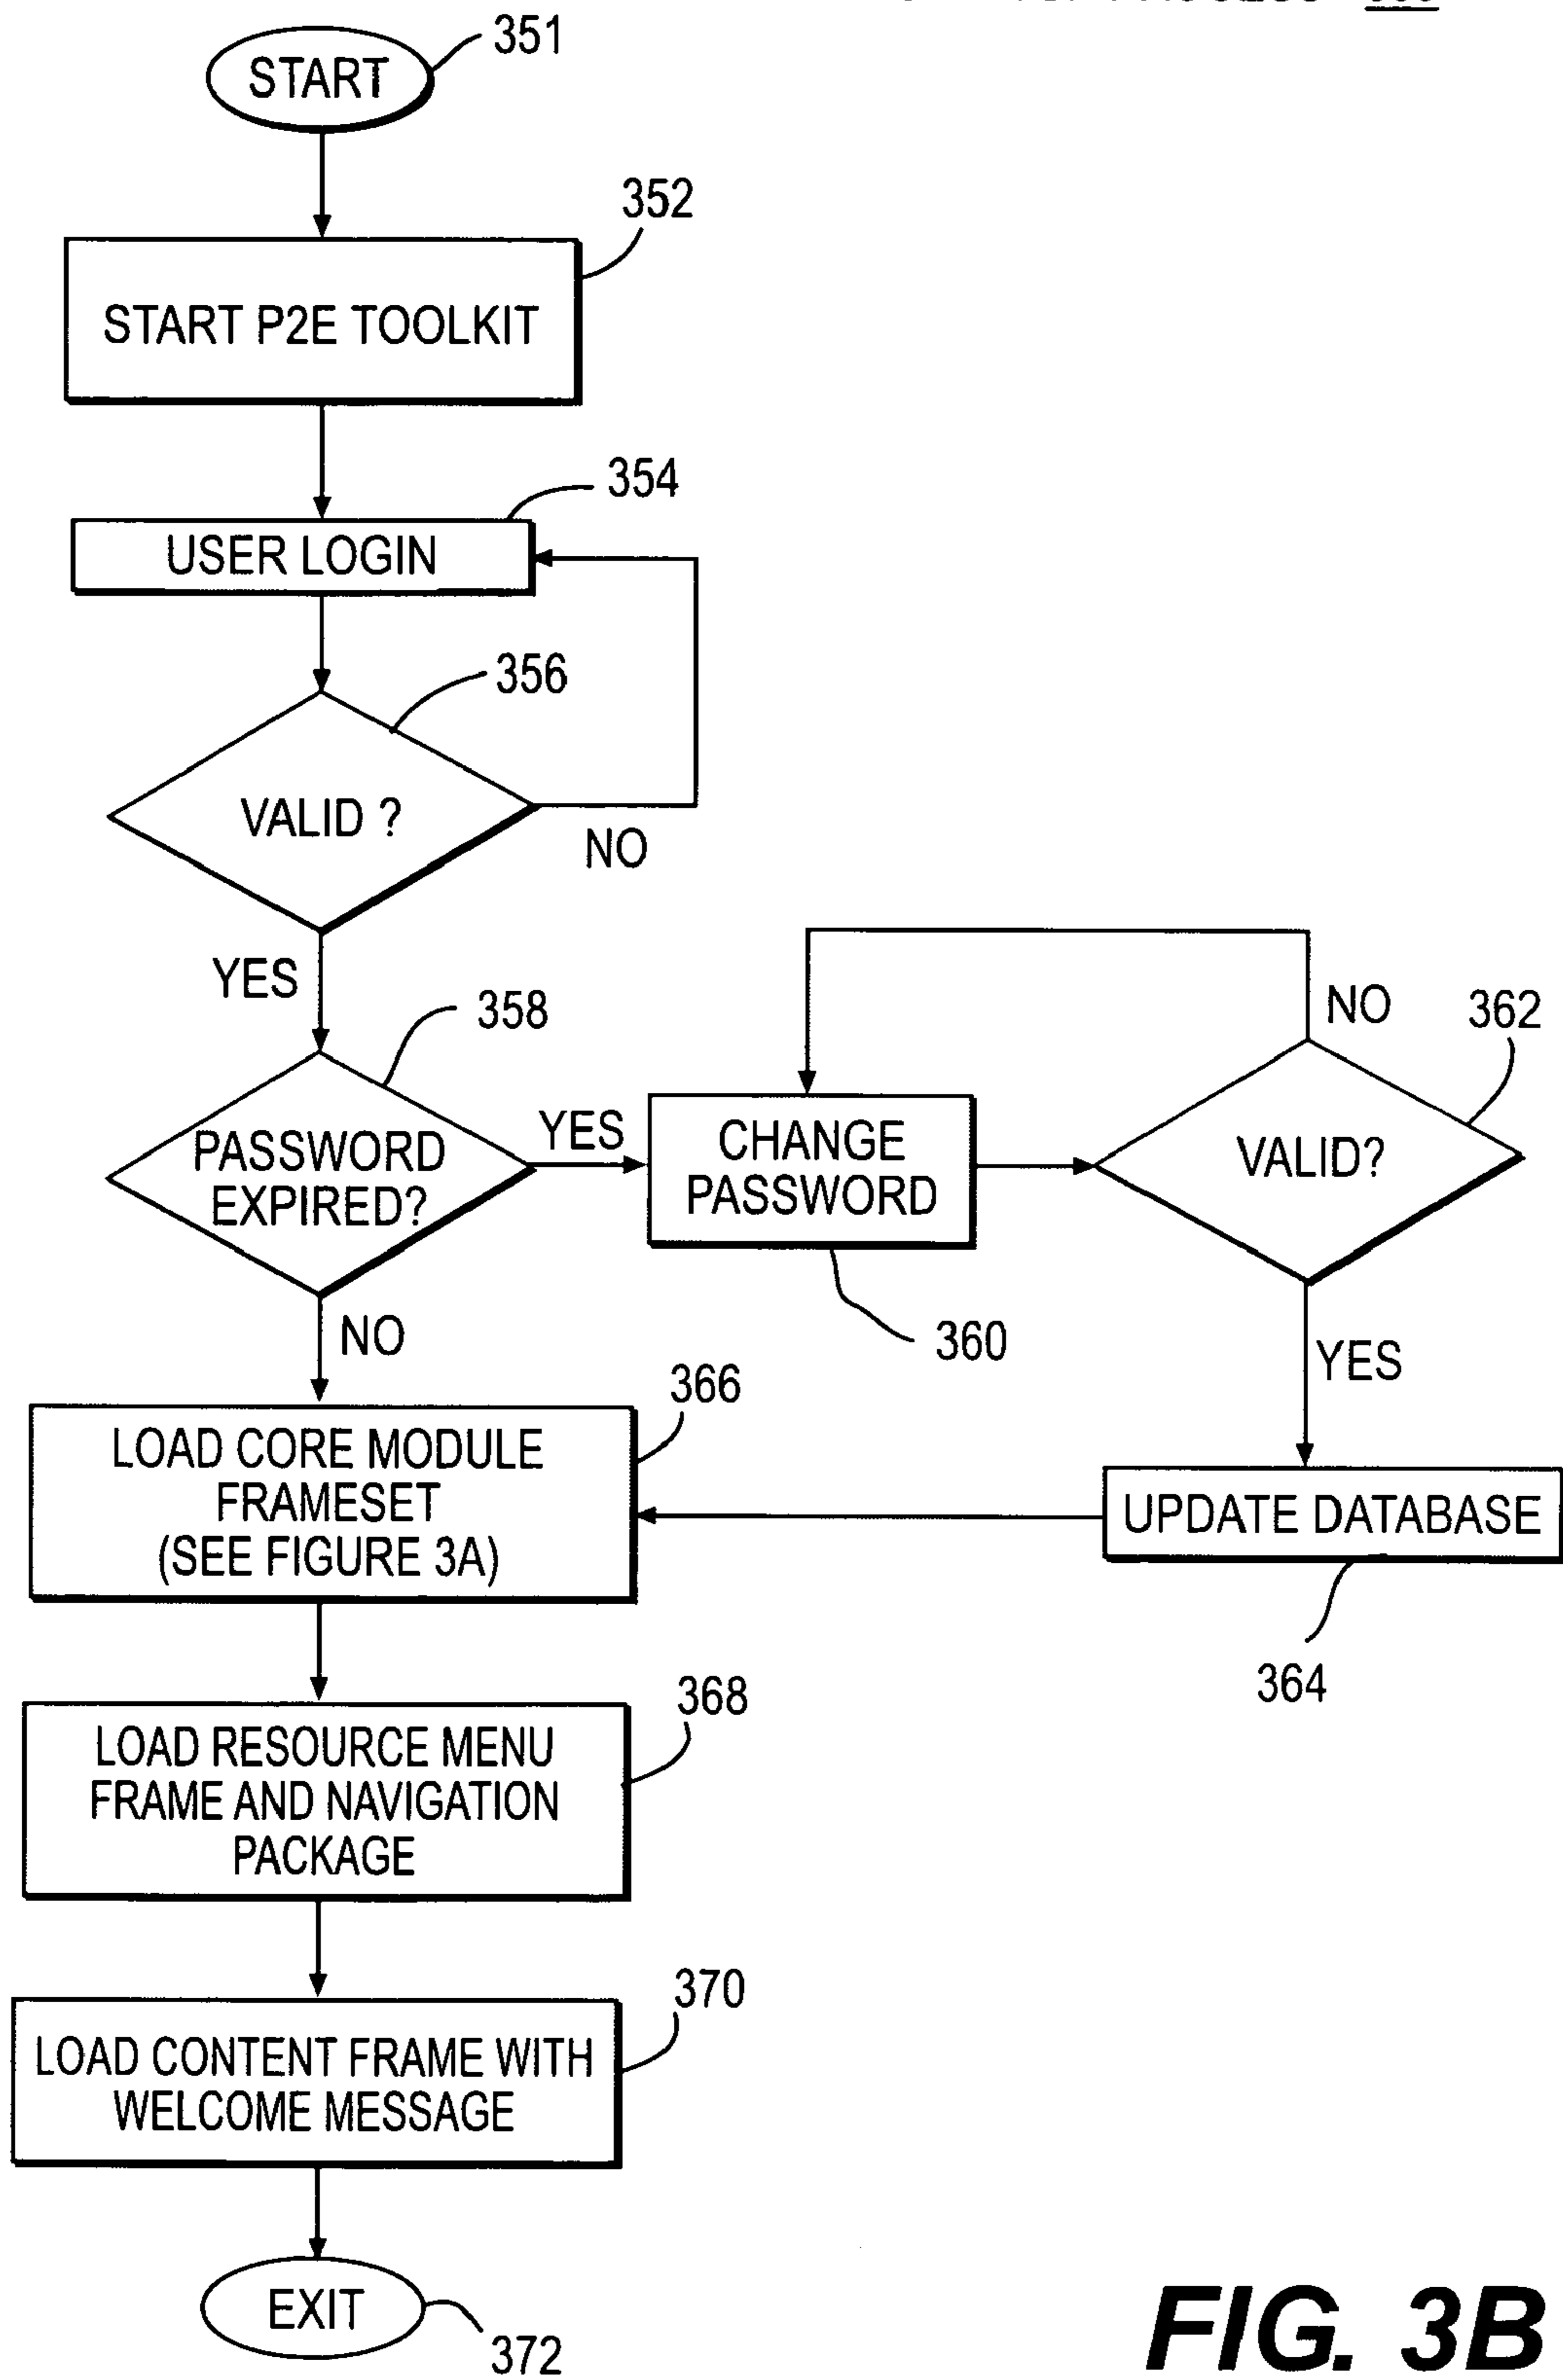 351
START
352
START P2E TOOLKIT
354
USER LOGIN
356
VALID ?
NO
YES
358
PASSWORD
EXPIRED?
YES
CHANGE
PASSWORD
360
NO
362
VALID?
YES
NO
366
LOAD CORE MODULE
FRAMESET
(SEE FIGURE 3A)
UPDATE DATABASE
364
368
LOAD RESOURCE MENU
FRAME AND NAVIGATION
PACKAGE
370
LOAD CONTENT FRAME WITH
WELCOME MESSAGE
EXIT
372
FIG. 3B